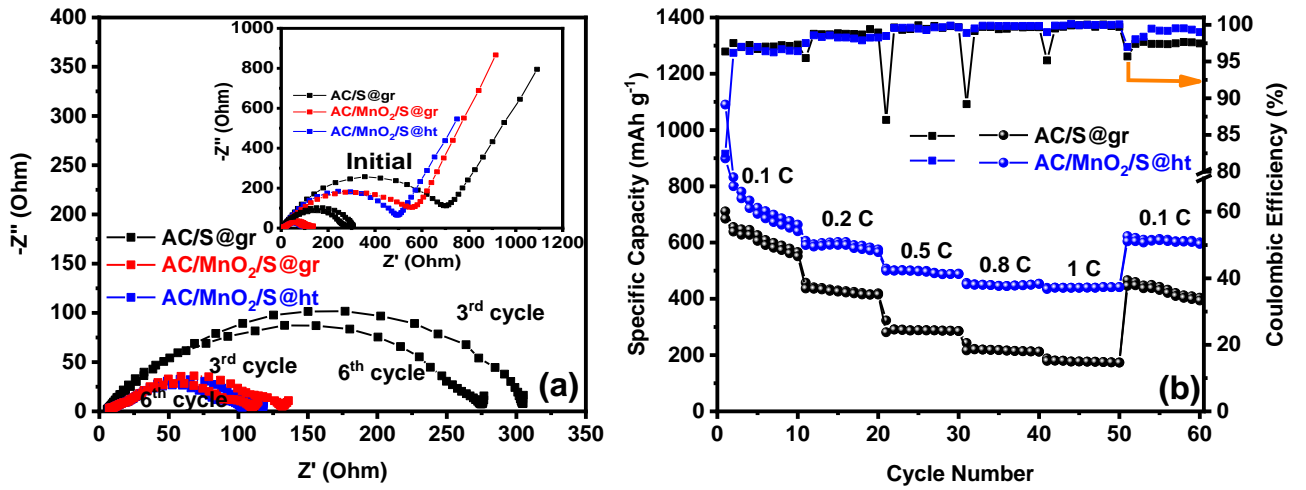 400
350
300
250
200
150
100
50
0
-Z'' (Ohm)
0
50
100
150
200
250
300
350
Z' (Ohm)
AC/S@gr
AC/MnO₂/S@gr
AC/MnO₂/S@ht
3rd cycle
6th cycle
3rd cycle
6th cycle
(a)
1000
800
600
400
200
0
-Z'' (Ohm)
AC/S@gr
AC/MnO₂/S@gr
AC/MnO₂/S@ht
Initial
0
200
400
600
800
1000
1200
Z' (Ohm)
1400
1200
1000
800
600
400
200
0
Specific Capacity (mAh g⁻¹)
0
10
20
30
40
50
60
Cycle Number
100
95
90
85
80
60
40
20
0
Coulombic Efficiency (%)
AC/S@gr
AC/MnO₂/S@ht
0.1 C
0.2 C
0.5 C
0.8 C
1 C
0.1 C
(b)